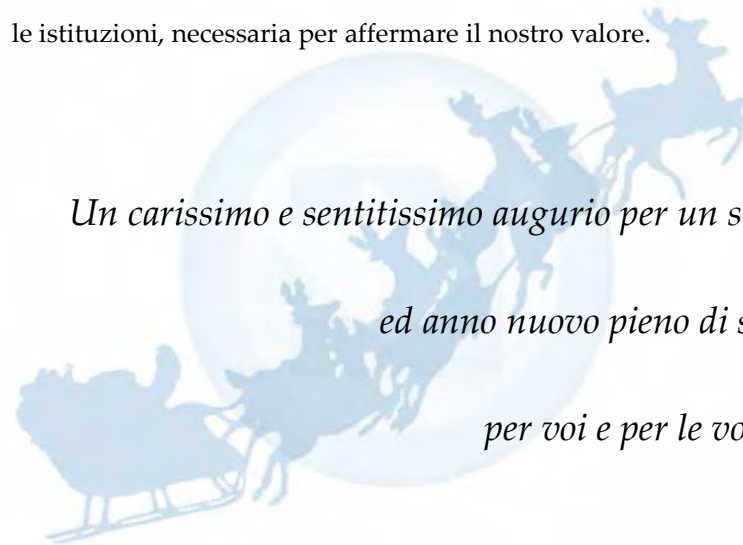 le istituzioni, necessaria per affermare il nostro valore.
Un carissimo e sentitissimo augurio per un
ed anno nuovo pieno di
per voi e per le